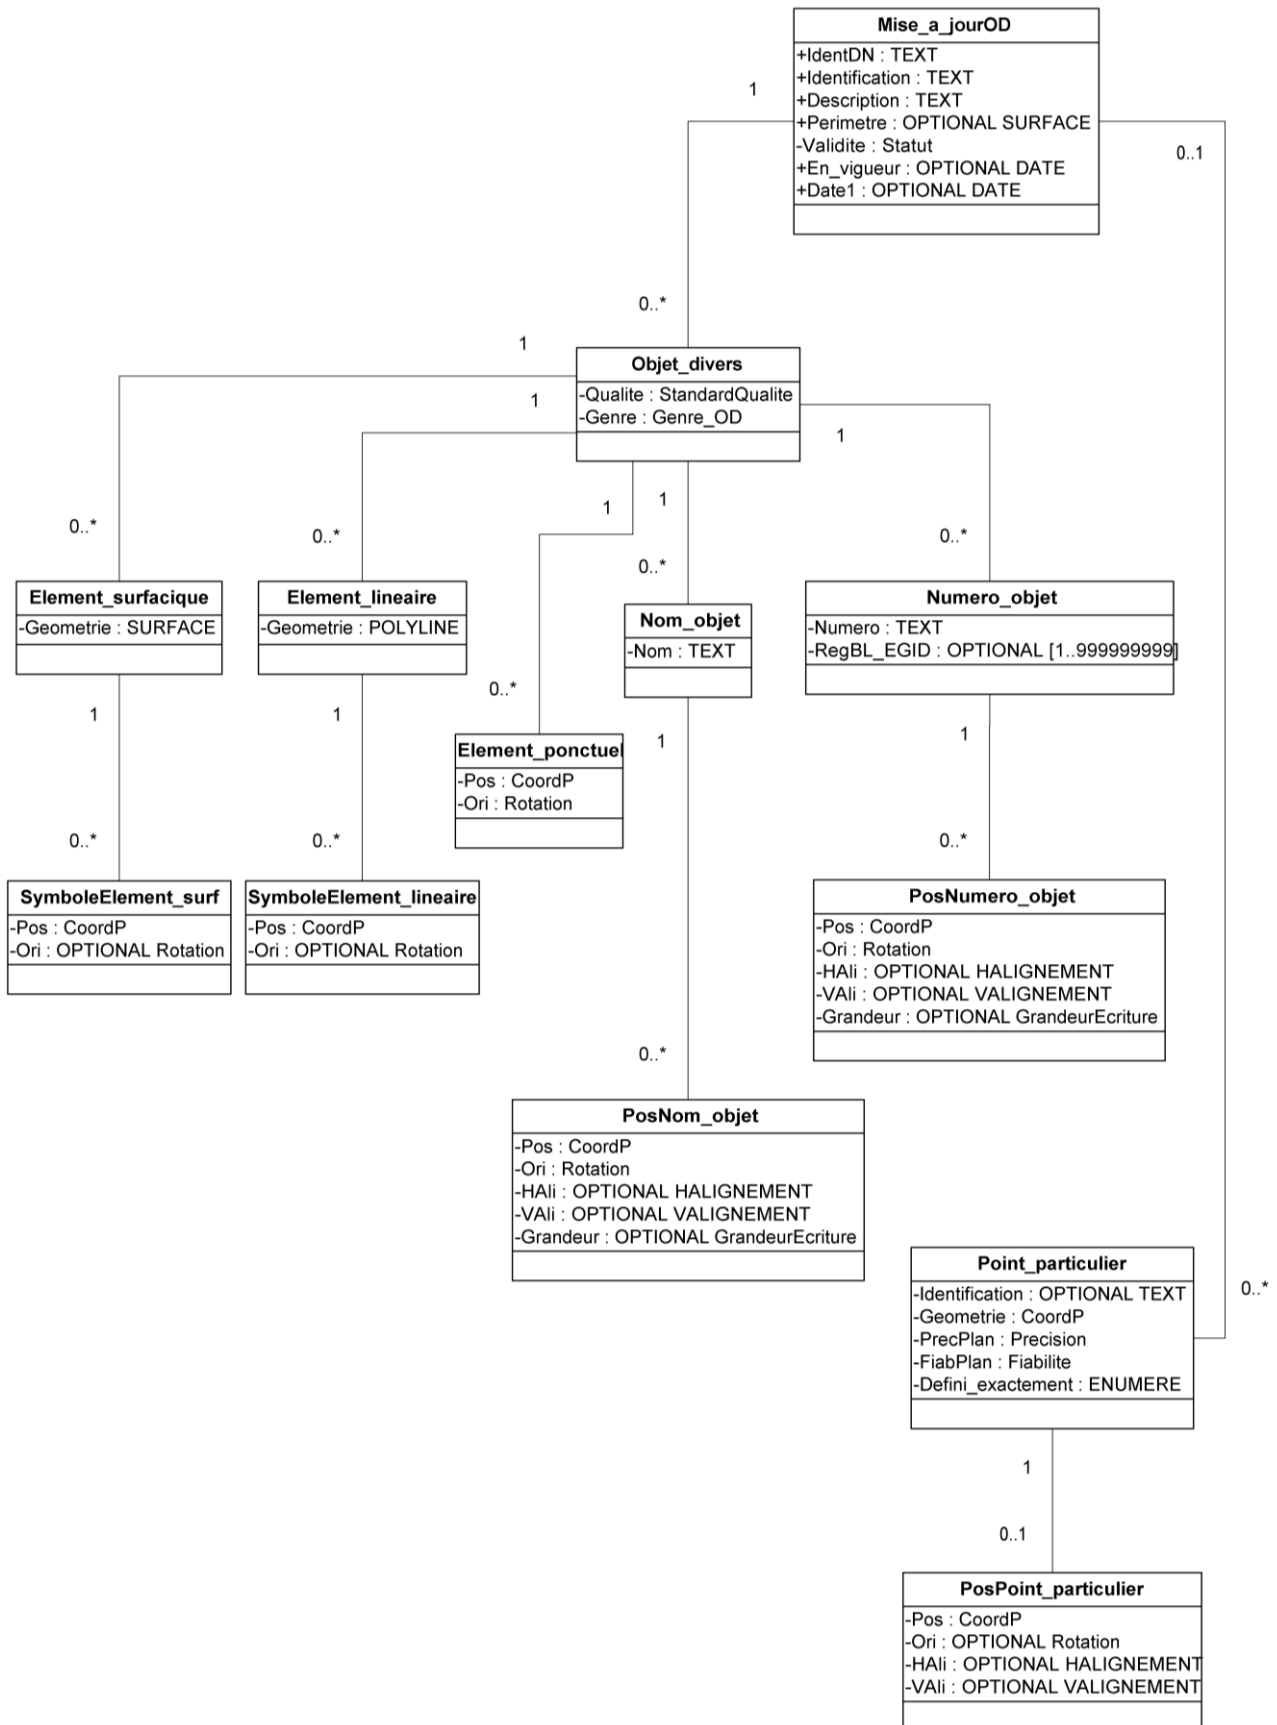 Mise_a_jourOD
+IdentDN : TEXT
+Identification : TEXT
+Description : TEXT
+Perimetre : OPTIONAL SURFACE
-Validite : Statut
+En_vigueur : OPTIONAL DATE
+Date1 : OPTIONAL DATE
1
0..1
0..*
Objet_divers
-Qualite : StandardQualite
-Genre : Genre_OD
1
1
1
1
1
0..*
0..*
0..*
0..*
0..*
Element_surfacique
-Geometrie : SURFACE
Element_lineaire
-Geometrie : POLYLINE
Nom_objet
-Nom : TEXT
Numero_objet
-Numero : TEXT
-RegBL_EGID : OPTIONAL [1..999999999]
1
1
1
1
Element_ponctuel
-Pos : CoordP
-Ori : Rotation
0..*
0..*
0..*
SymboleElement_surf
-Pos : CoordP
-Ori : OPTIONAL Rotation
SymboleElement_lineaire
-Pos : CoordP
-Ori : OPTIONAL Rotation
PosNumero_objet
-Pos : CoordP
-Ori : Rotation
-HAli : OPTIONAL HALIGNEMENT
-VAli : OPTIONAL VALIGNEMENT
-Grandeur : OPTIONAL GrandeurEcriture
0..*
PosNom_objet
-Pos : CoordP
-Ori : Rotation
-HAli : OPTIONAL HALIGNEMENT
-VAli : OPTIONAL VALIGNEMENT
-Grandeur : OPTIONAL GrandeurEcriture
Point_particulier
-Identification : OPTIONAL TEXT
-Geometrie : CoordP
-PrecPlan : Precision
-FiabPlan : Fiabilite
-Defini_exactement : ENUMERE
0..*
1
0..1
PosPoint_particulier
-Pos : CoordP
-Ori : OPTIONAL Rotation
-HAli : OPTIONAL HALIGNEMENT
-VAli : OPTIONAL VALIGNEMENT